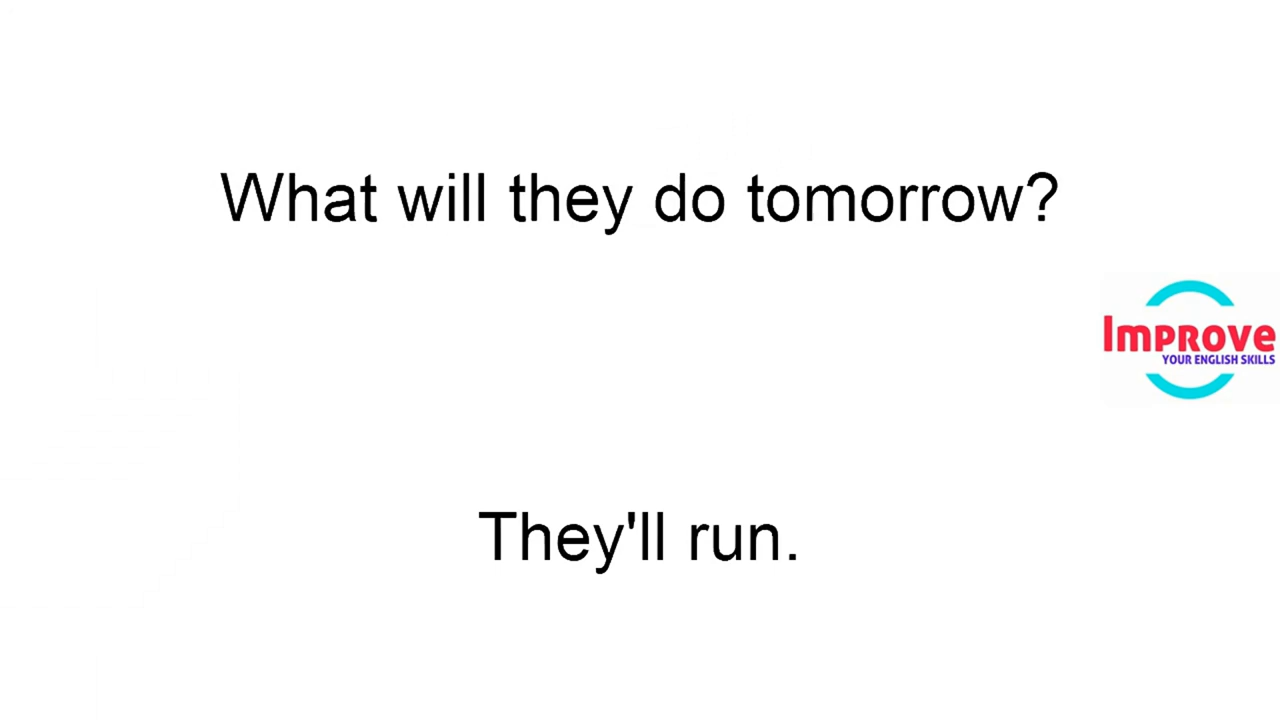 What will they do tomorrow?
Improve
YOUR ENGLISH SKILLS
They'll run.